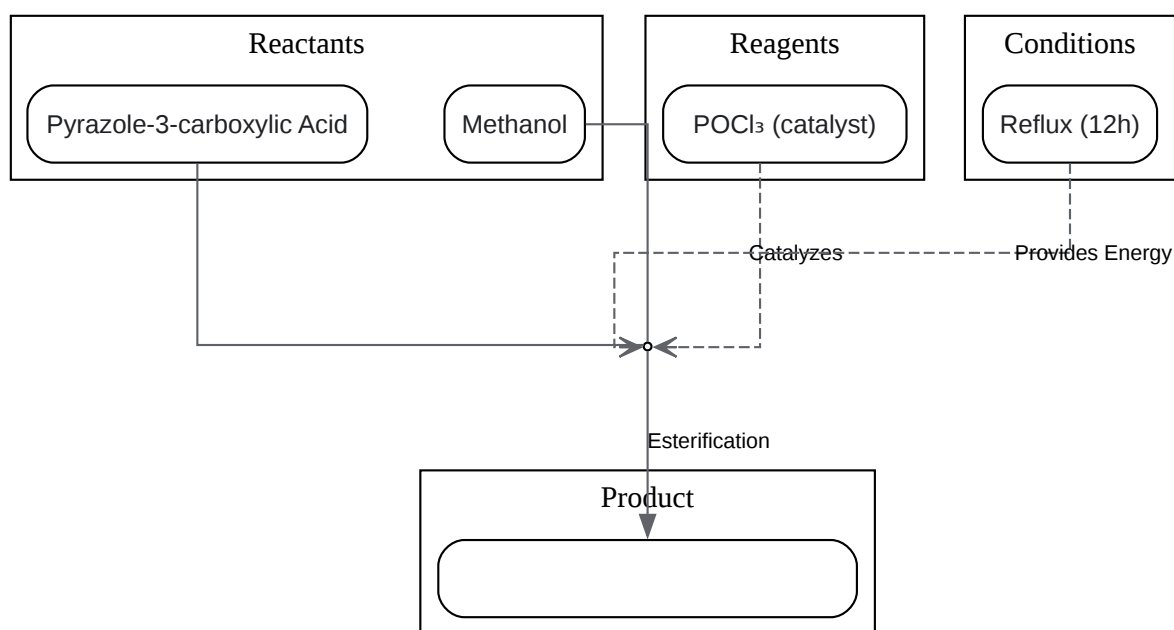 Reactants
Reagents
Conditions
Pyrazole-3-carboxylic Acid
Methanol
POCl₃ (catalyst)
Reflux (12h)
Catalyzes
Provides Energy
Esterification
Product